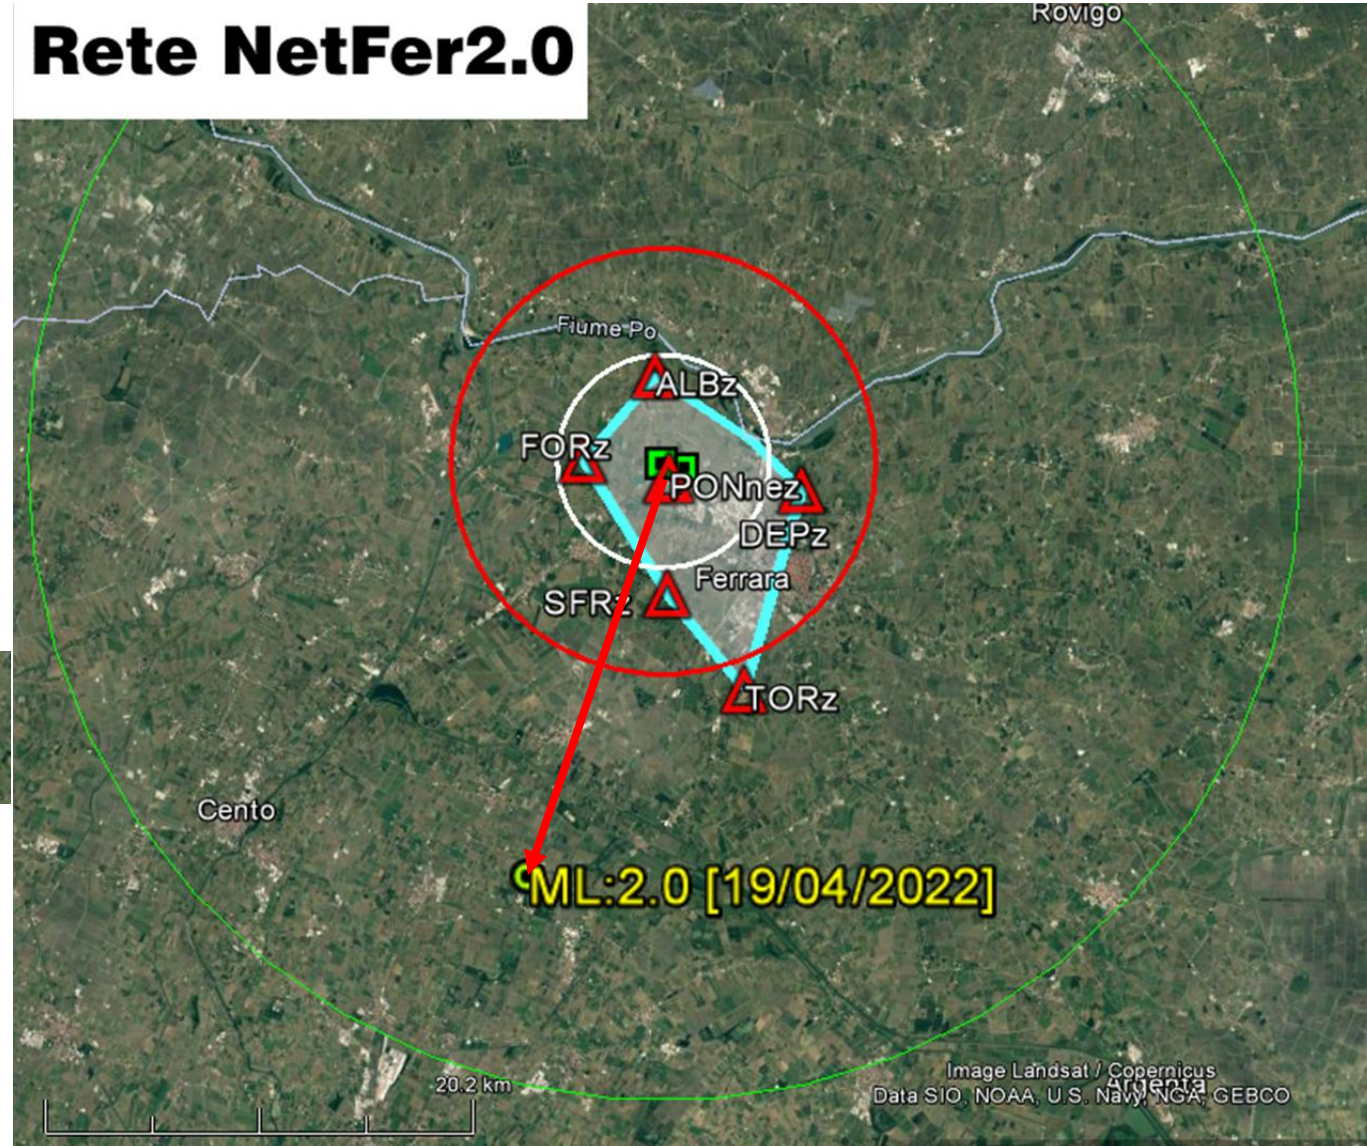 Rovigo
Rete NetFer2.0
Fiume Po
ALBz
FORz
PONnez
DEPz
Ferrara
SFRz
TORz
Cento
ML:2.0 [19/04/2022]
20.2 km
Image Landsat / Copernicus
Argenta
Data SIO, NOAA, U.S. Navy, NGA, GEBCO